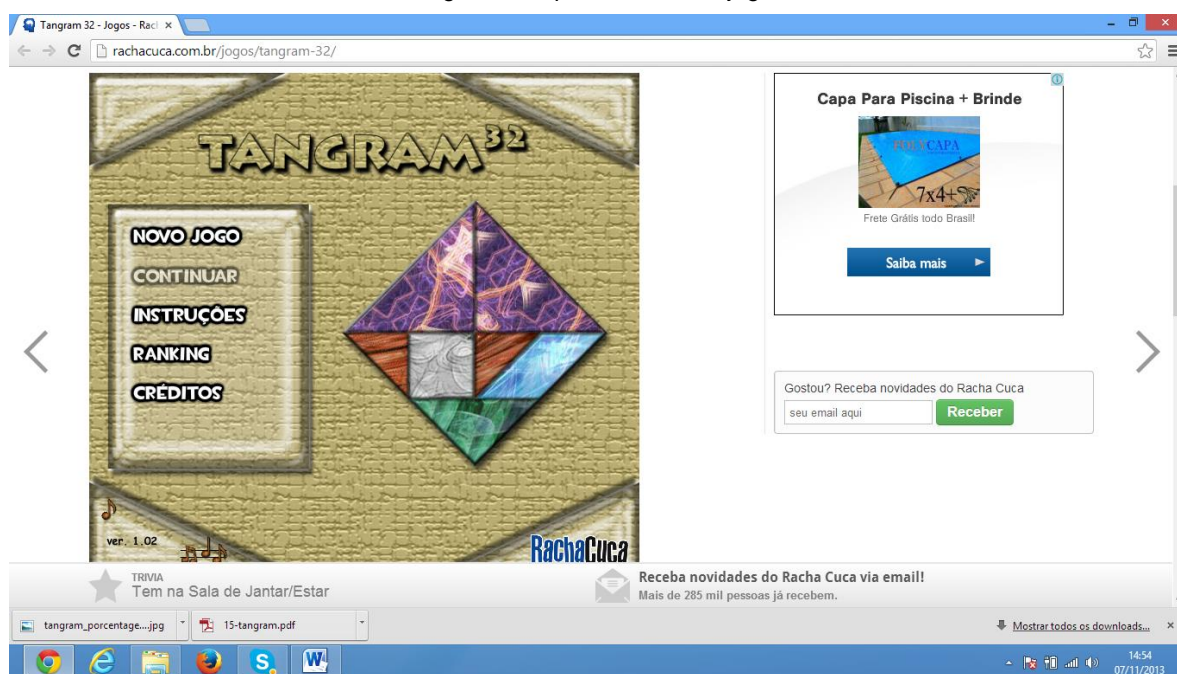 Tangram 32 - Jogos - Racl
rachacuca.com.br/jogos/tangram-32/
TANGRAM³²
NOVO JOGO
CONTINUAR
INSTRUÇÕES
RANKING
CRÉDITOS
ver. 1.02
RachaCuca
Capa Para Piscina + Brinde
POLYCAPA
7x4+
Frete Grátis todo Brasil!
Saiba mais
Gostou? Receba novidades do Racha Cuca
seu email aqui
Receber
TRIVIA
Tem na Sala de Jantar/Estar
Receba novidades do Racha Cuca via email!
Mais de 285 mil pessoas já recebem.
tangram_porcentage....jpg
15-tangram.pdf
Mostrar todos os downloads...
14:54
07/11/2013